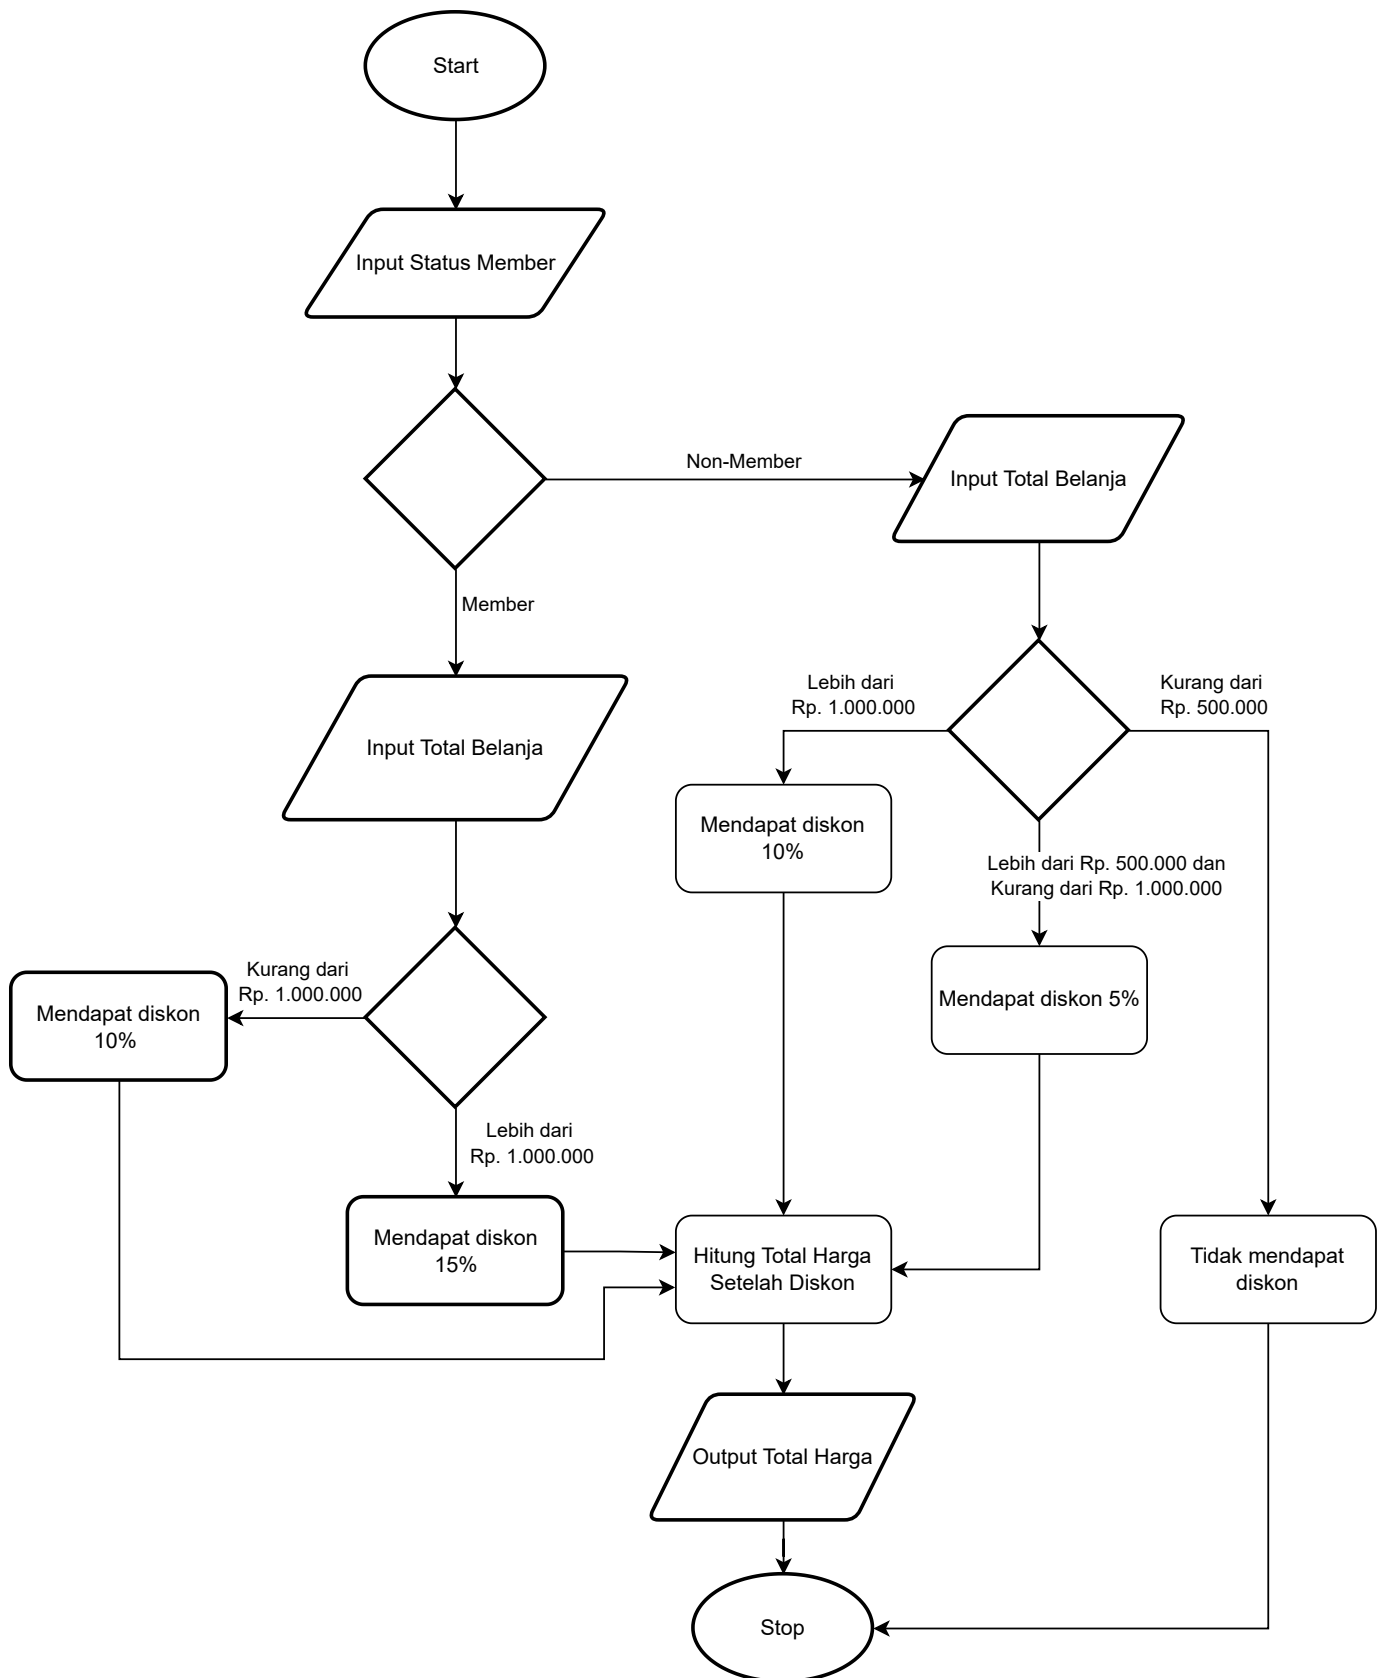 Start
Input Status Member
Non-Member
Input Total Belanja
Member
Input Total Belanja
Lebih dari
Rp. 1.000.000
Kurang dari
Rp. 500.000
Mendapat diskon
10%
Lebih dari Rp. 500.000 dan
Kurang dari Rp. 1.000.000
Mendapat diskon 5%
Kurang dari
Rp. 1.000.000
Mendapat diskon
10%
Lebih dari
Rp. 1.000.000
Mendapat diskon
15%
Hitung Total Harga
Setelah Diskon
Tidak mendapat
diskon
Output Total Harga
Stop